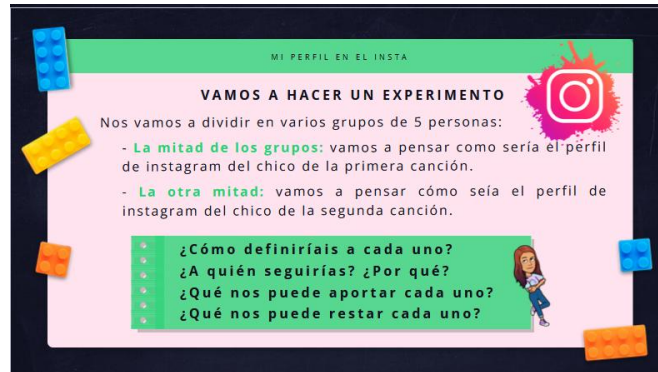 MI PERFIL EN EL INSTA
VAMOS A HACER UN EXPERIMENTO
Nos vamos a dividir en varios grupos de 5 personas:
- La mitad de los grupos: vamos a pensar como sería el perfil
de instagram del chico de la primera canción.
- La otra mitad: vamos a pensar cómo seía el perfil de
instagram del chico de la segunda canción.
¿Cómo definiríais a cada uno?
¿A quién seguirías? ¿Por qué?
¿Qué nos puede aportar cada uno?
¿Qué nos puede restar cada uno?